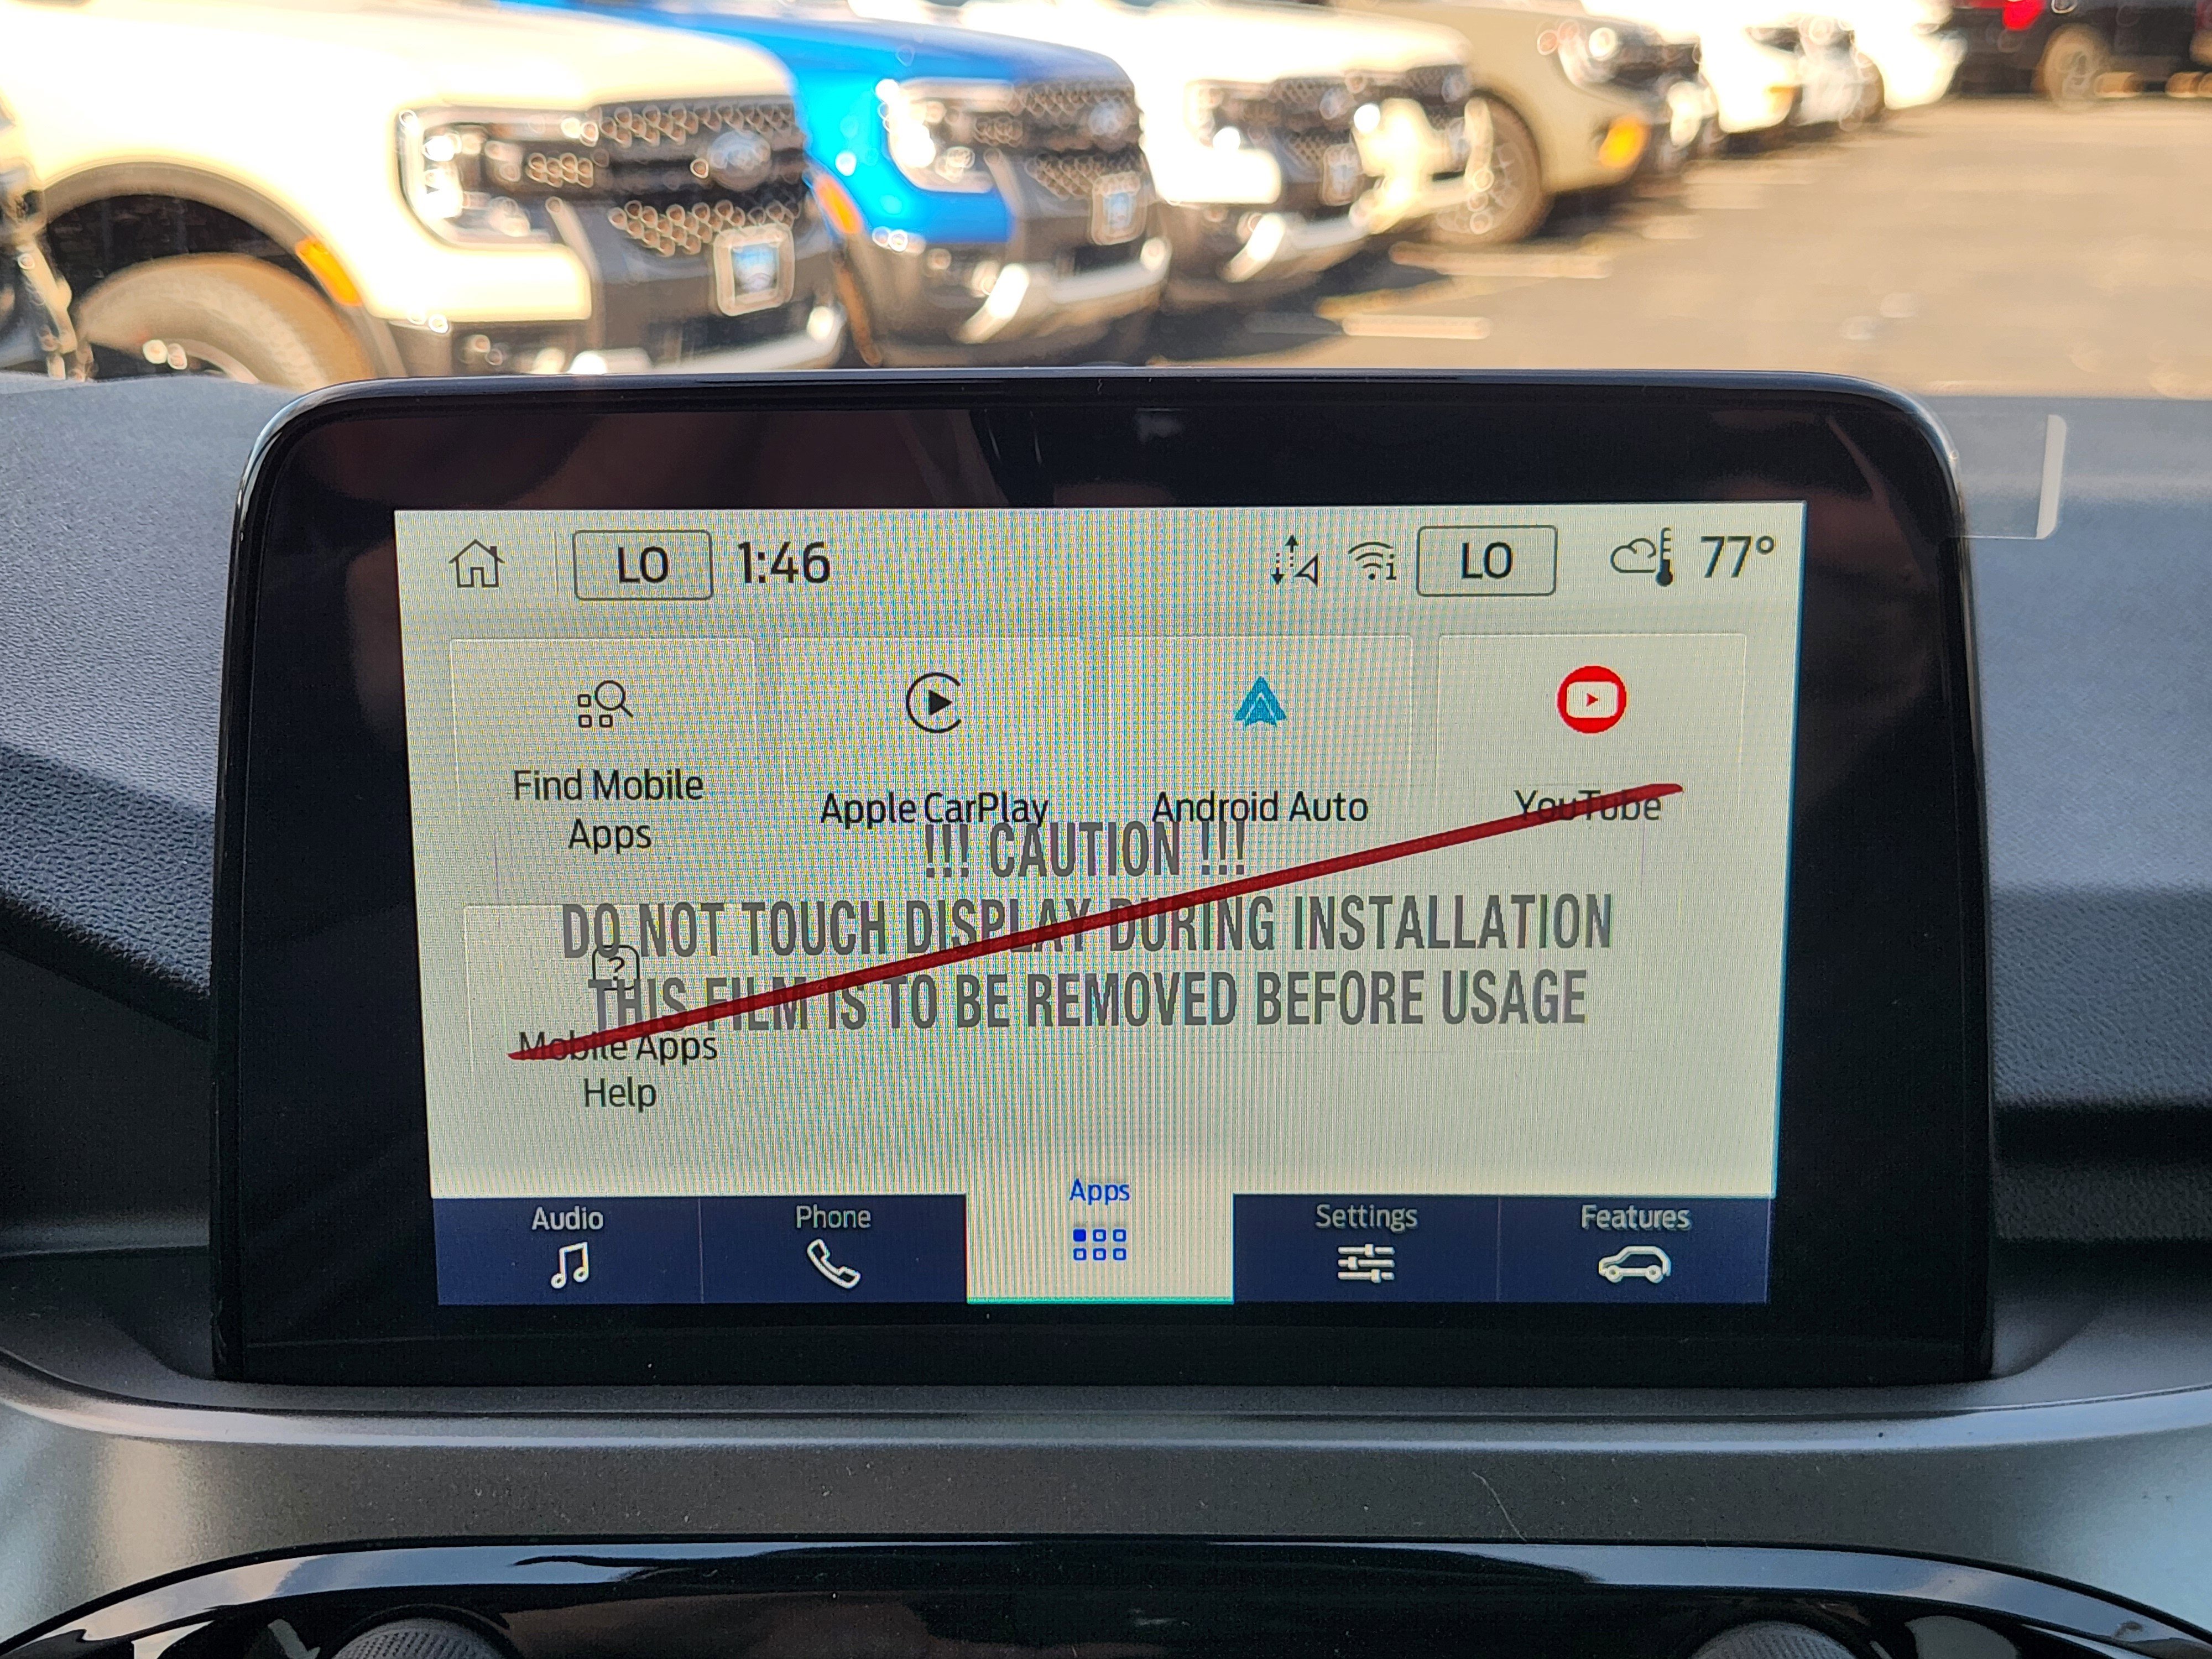 LO 1:46 LO 77°
Find Mobile
Apps
Apple CarPlay
Android Auto
YouTube
!!! CAUTION !!!
DO NOT TOUCH DISPLAY DURING INSTALLATION
THIS FILM IS TO BE REMOVED BEFORE USAGE
?
Mobile Apps
Help
Audio
Phone
Apps
Settings
Features